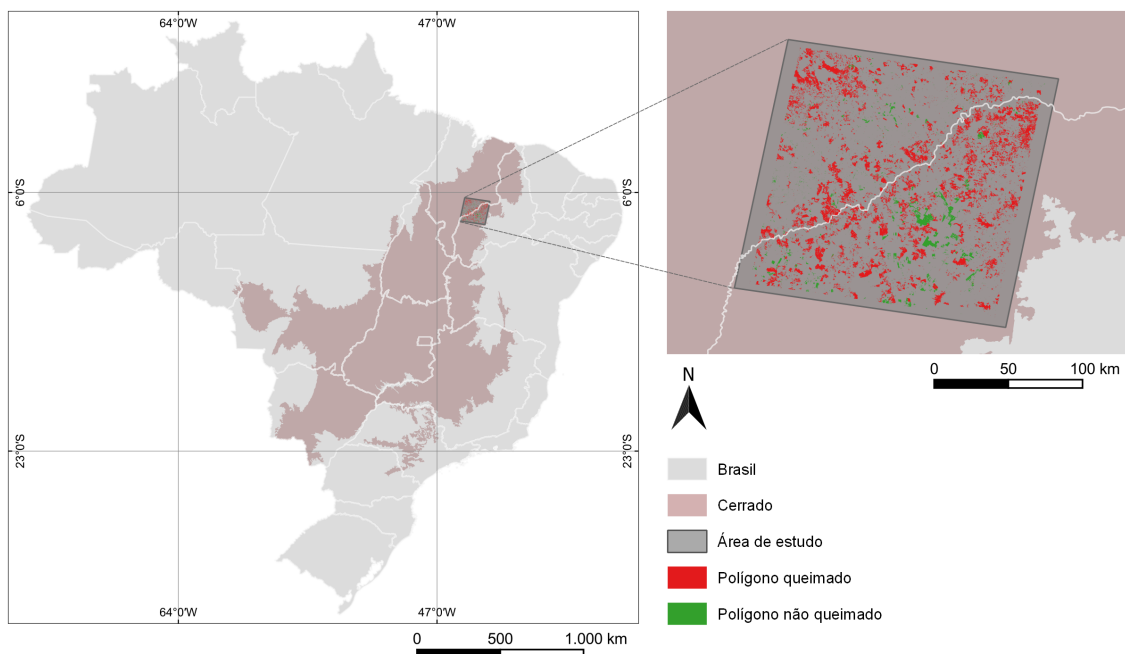 64°0'W
47°0'W
6°0'S
6°0'S
23°0'S
23°0'S
64°0'W
47°0'W
0 500 1.000 km
0 50 100 km
N
Brasil
Cerrado
Área de estudo
Polígono queimado
Polígono não queimado